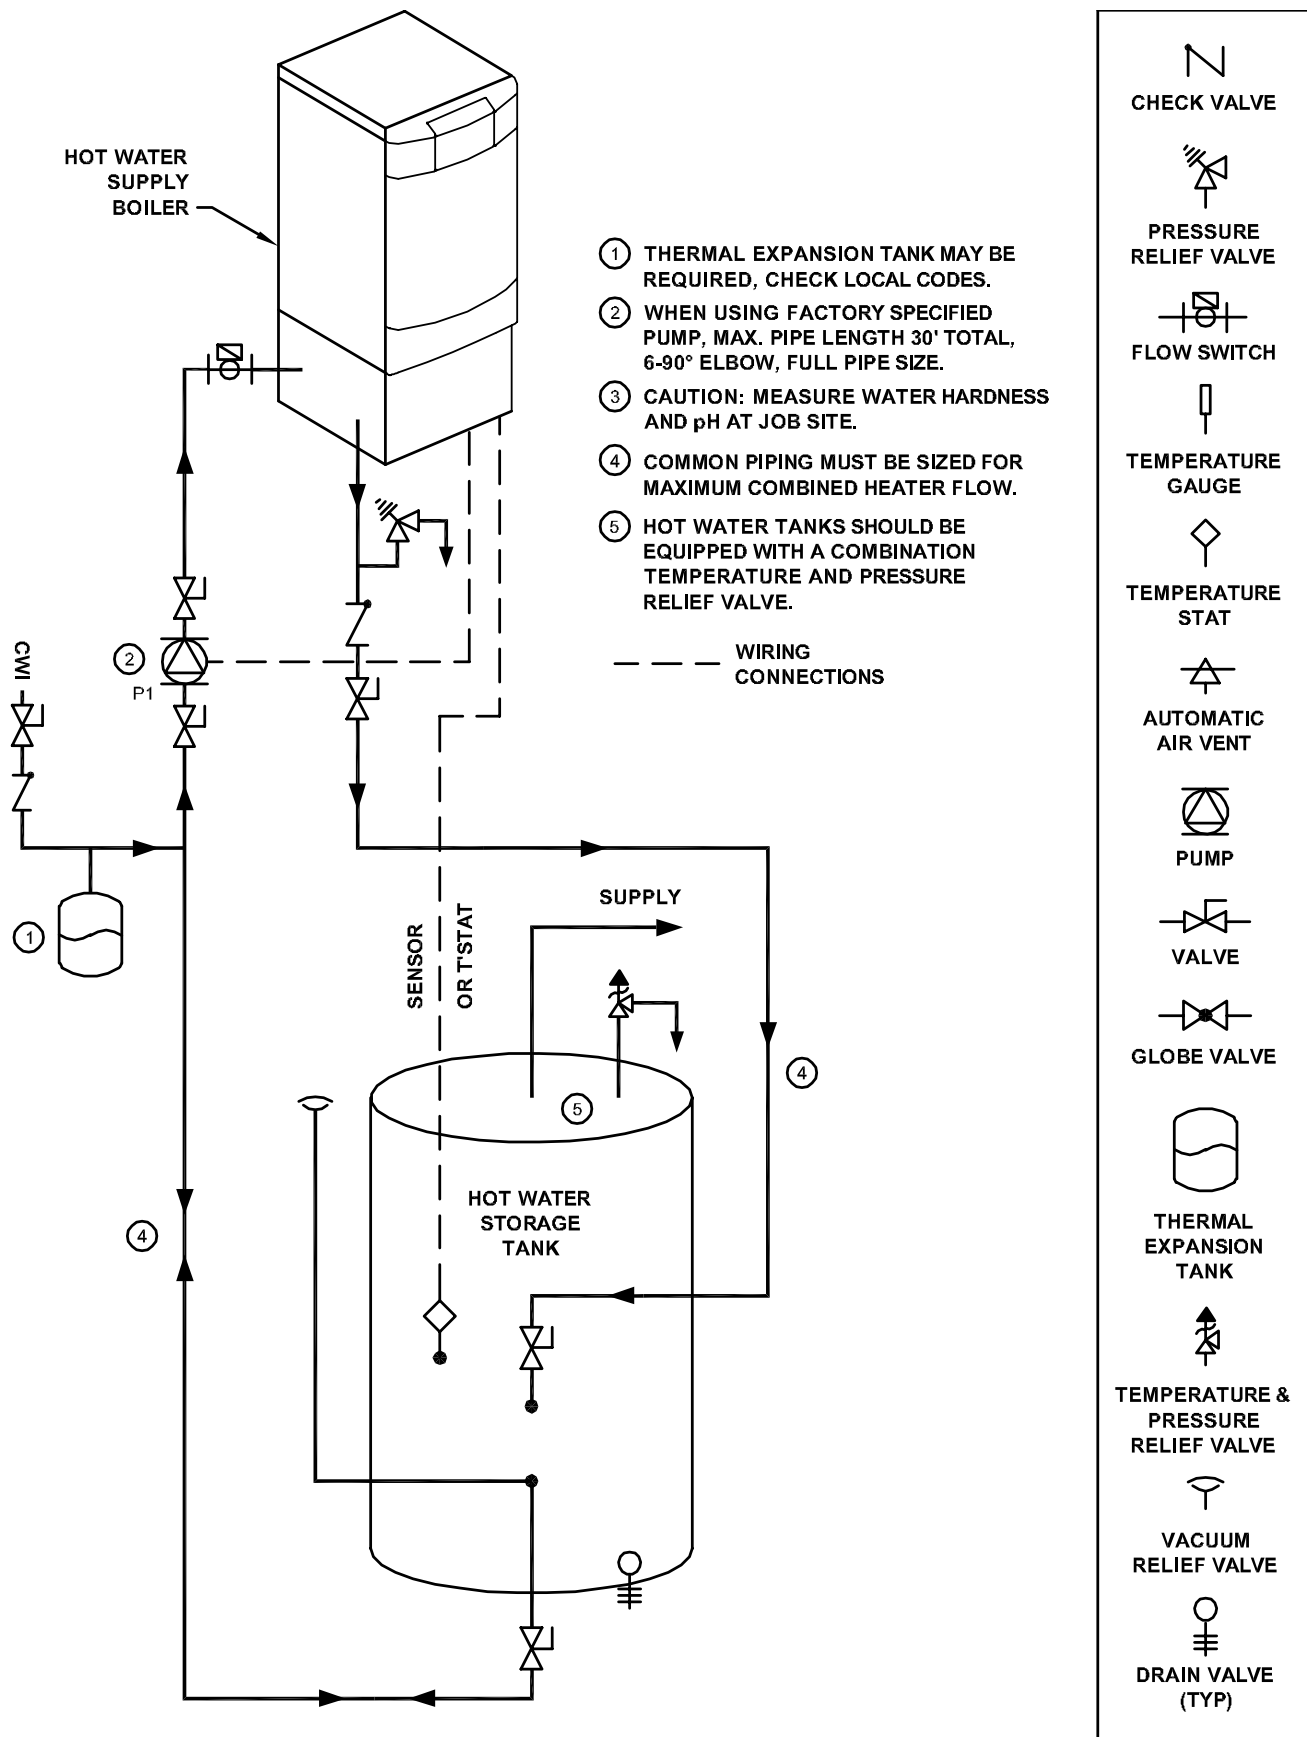 HOT WATER
SUPPLY
BOILER
1 THERMAL EXPANSION TANK MAY BE
REQUIRED, CHECK LOCAL CODES.
2 WHEN USING FACTORY SPECIFIED
PUMP, MAX. PIPE LENGTH 30' TOTAL,
6-90° ELBOW, FULL PIPE SIZE.
3 CAUTION: MEASURE WATER HARDNESS
AND pH AT JOB SITE.
4 COMMON PIPING MUST BE SIZED FOR
MAXIMUM COMBINED HEATER FLOW.
5 HOT WATER TANKS SHOULD BE
EQUIPPED WITH A COMBINATION
TEMPERATURE AND PRESSURE
RELIEF VALVE.
WIRING
CONNECTIONS
CWI
2
P1
1
SENSOR
OR T'STAT
SUPPLY
4
5
HOT WATER
STORAGE
TANK
4
CHECK VALVE
PRESSURE
RELIEF VALVE
FLOW SWITCH
TEMPERATURE
GAUGE
TEMPERATURE
STAT
AUTOMATIC
AIR VENT
PUMP
VALVE
GLOBE VALVE
THERMAL
EXPANSION
TANK
TEMPERATURE &
PRESSURE
RELIEF VALVE
VACUUM
RELIEF VALVE
DRAIN VALVE
(TYP)